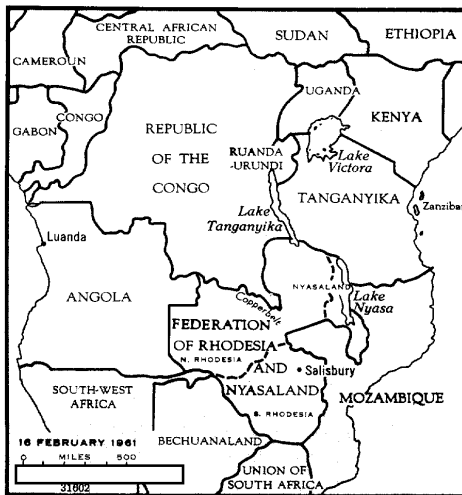 CENTRAL AFRICAN
REPUBLIC
SUDAN
ETHIOPIA
CAMEROUN
UGANDA
CONGO
GABON
KENYA
REPUBLIC
OF THE
CONGO
RUANDA
-URUNDI
Lake
Victora
TANGANYIKA
Zanzibar
Lake
Tanganyika
Luanda
ANGOLA
NYASALAND
Lake
Nyasa
Copperbelt
FEDERATION
OF RHODESIA
N. RHODESIA
AND
NYASALAND
Salisbury
S. RHODESIA
MOZAMBIQUE
SOUTH-WEST
AFRICA
BECHUANALAND
UNION OF
SOUTH AFRICA
16 FEBRUARY 1961
0 MILES 500
31602